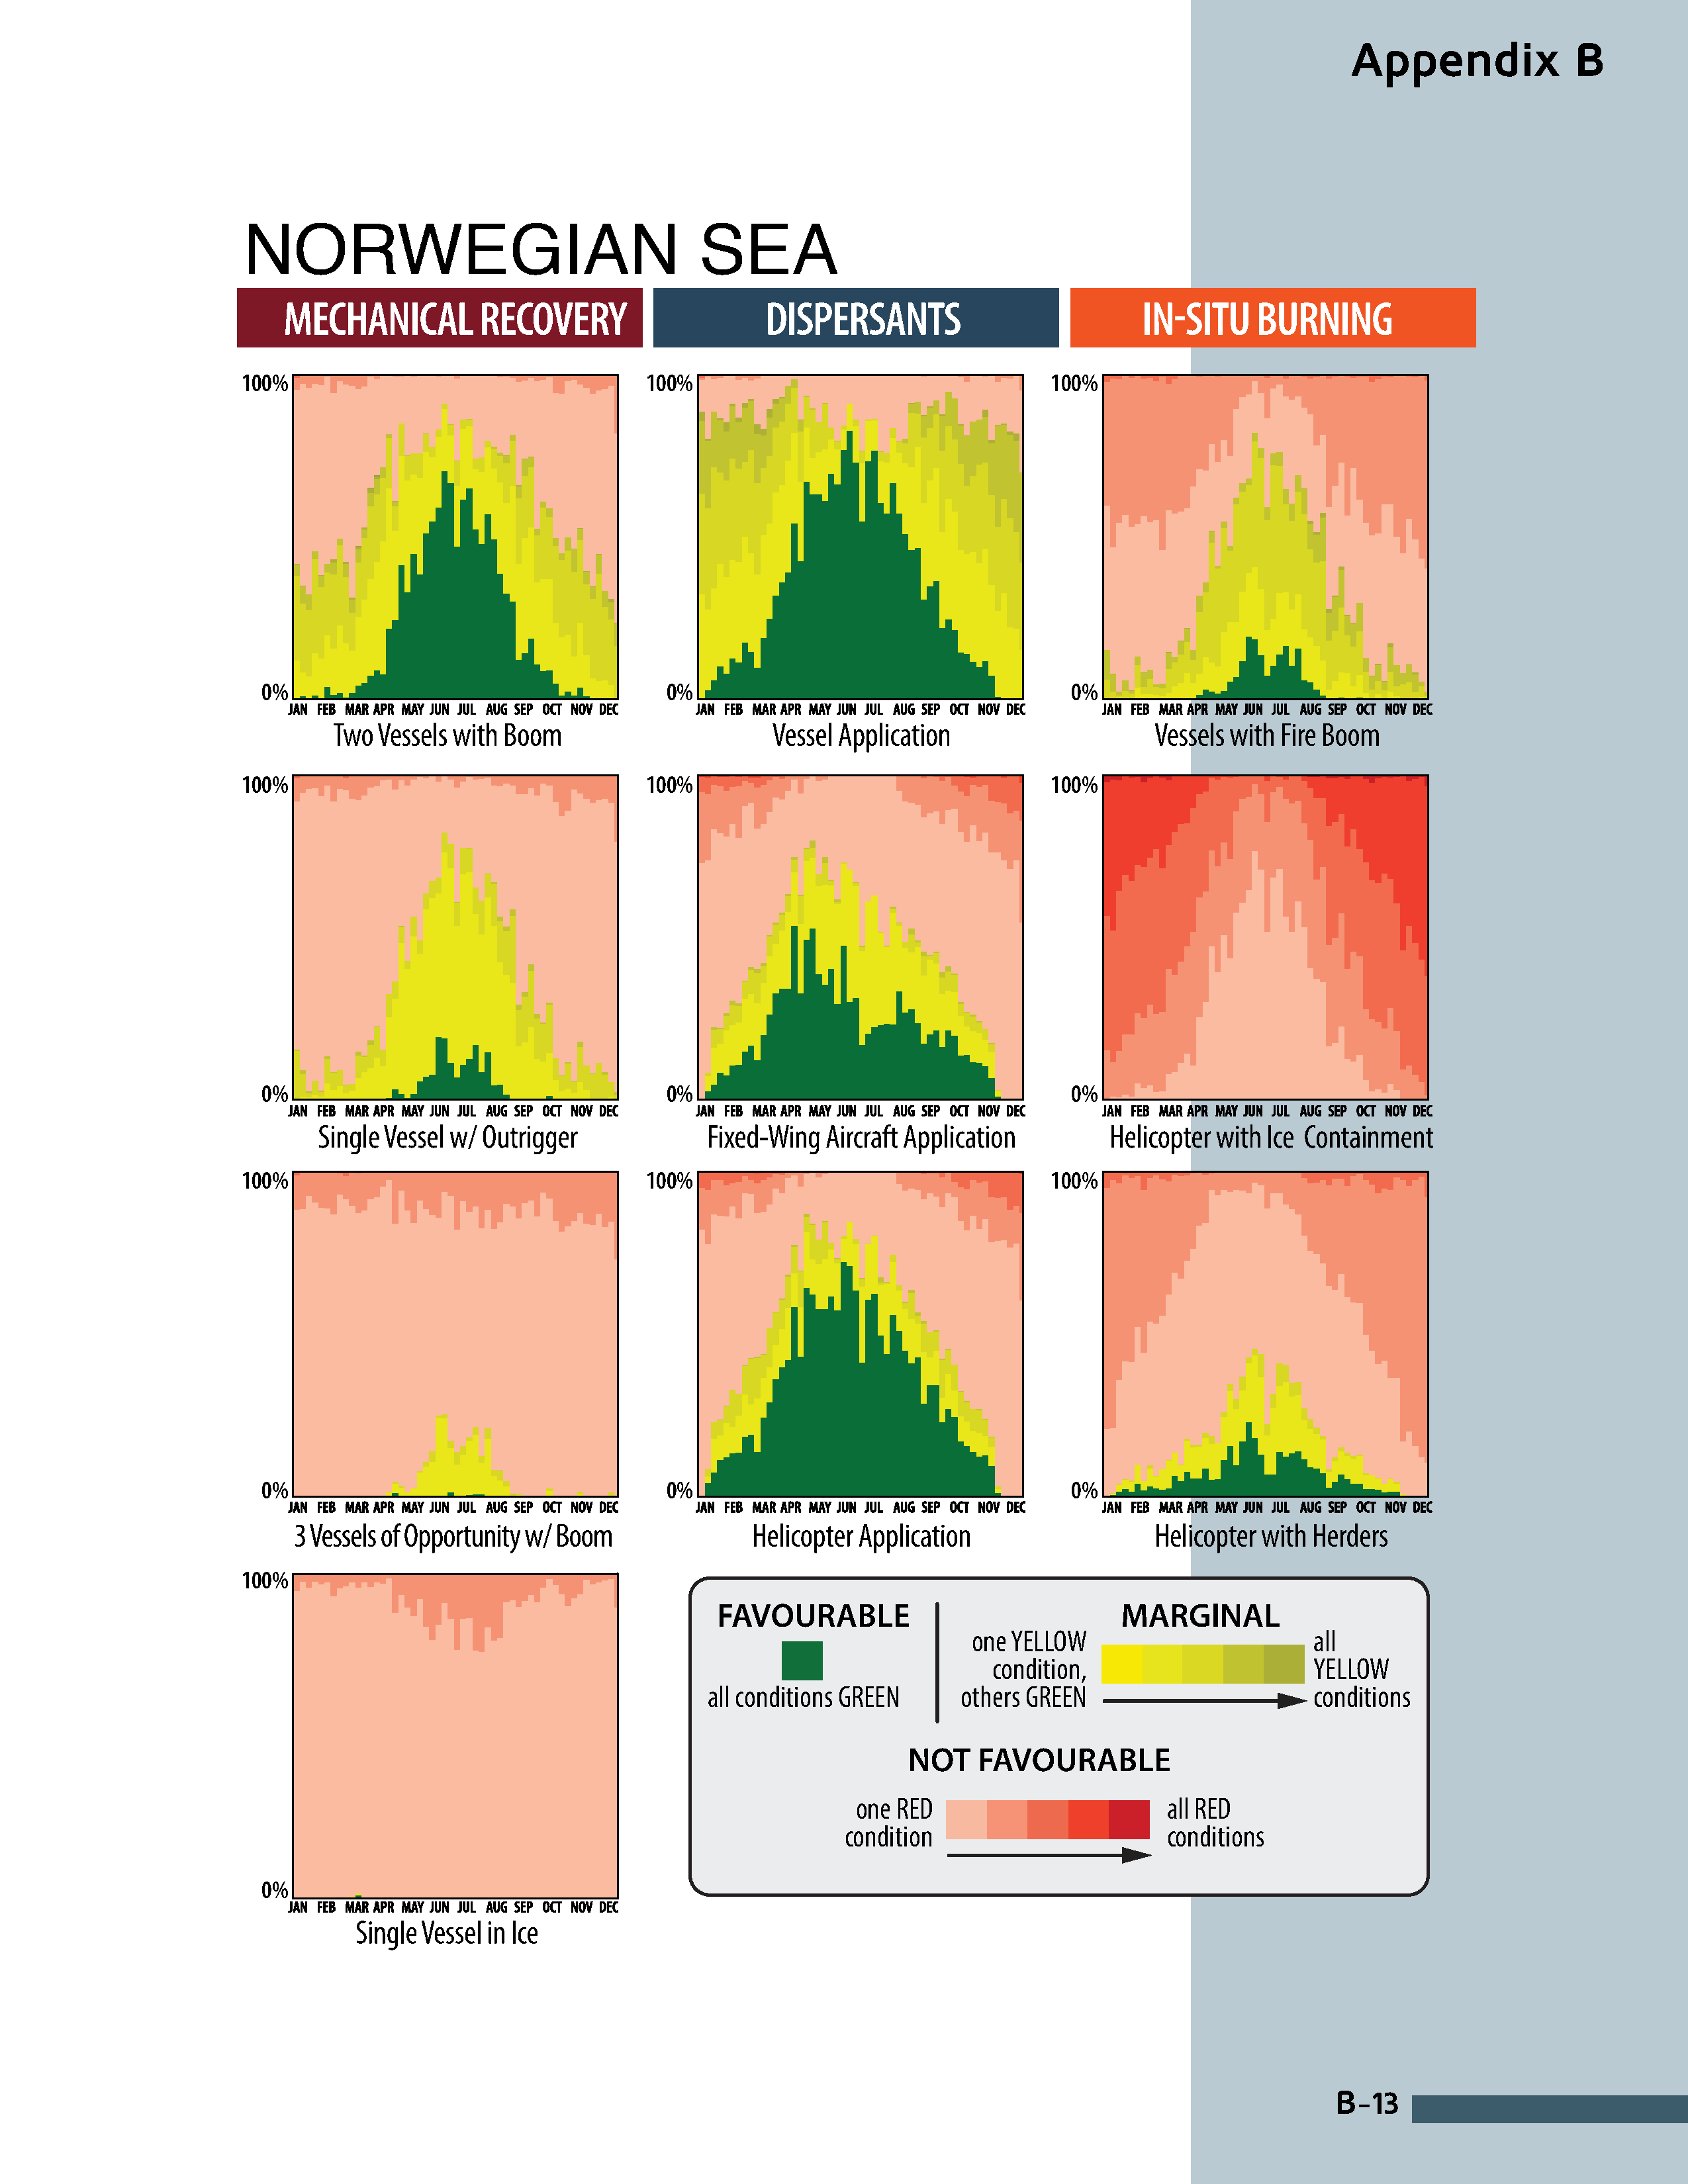 Appendix B
NORWEGIAN SEA
MECHANICAL RECOVERY
DISPERSANTS
IN-SITU BURNING
100%
0%
JAN FEB MAR APR MAY JUN JUL AUG SEP OCT NOV DEC
Two Vessels with Boom
100%
0%
JAN FEB MAR APR MAY JUN JUL AUG SEP OCT NOV DEC
Vessel Application
100%
0%
JAN FEB MAR APR MAY JUN JUL AUG SEP OCT NOV DEC
Vessels with Fire Boom
100%
0%
JAN FEB MAR APR MAY JUN JUL AUG SEP OCT NOV DEC
Single Vessel w/ Outrigger
100%
0%
JAN FEB MAR APR MAY JUN JUL AUG SEP OCT NOV DEC
Fixed-Wing Aircraft Application
100%
0%
JAN FEB MAR APR MAY JUN JUL AUG SEP OCT NOV DEC
Helicopter with Ice Containment
100%
0%
JAN FEB MAR APR MAY JUN JUL AUG SEP OCT NOV DEC
3 Vessels of Opportunity w/ Boom
100%
0%
JAN FEB MAR APR MAY JUN JUL AUG SEP OCT NOV DEC
Helicopter Application
100%
0%
JAN FEB MAR APR MAY JUN JUL AUG SEP OCT NOV DEC
Helicopter with Herders
100%
0%
JAN FEB MAR APR MAY JUN JUL AUG SEP OCT NOV DEC
Single Vessel in Ice
FAVOURABLE
all conditions GREEN
MARGINAL
one YELLOW
condition,
others GREEN
all
YELLOW
conditions
NOT FAVOURABLE
one RED
condition
all RED
conditions
B-13